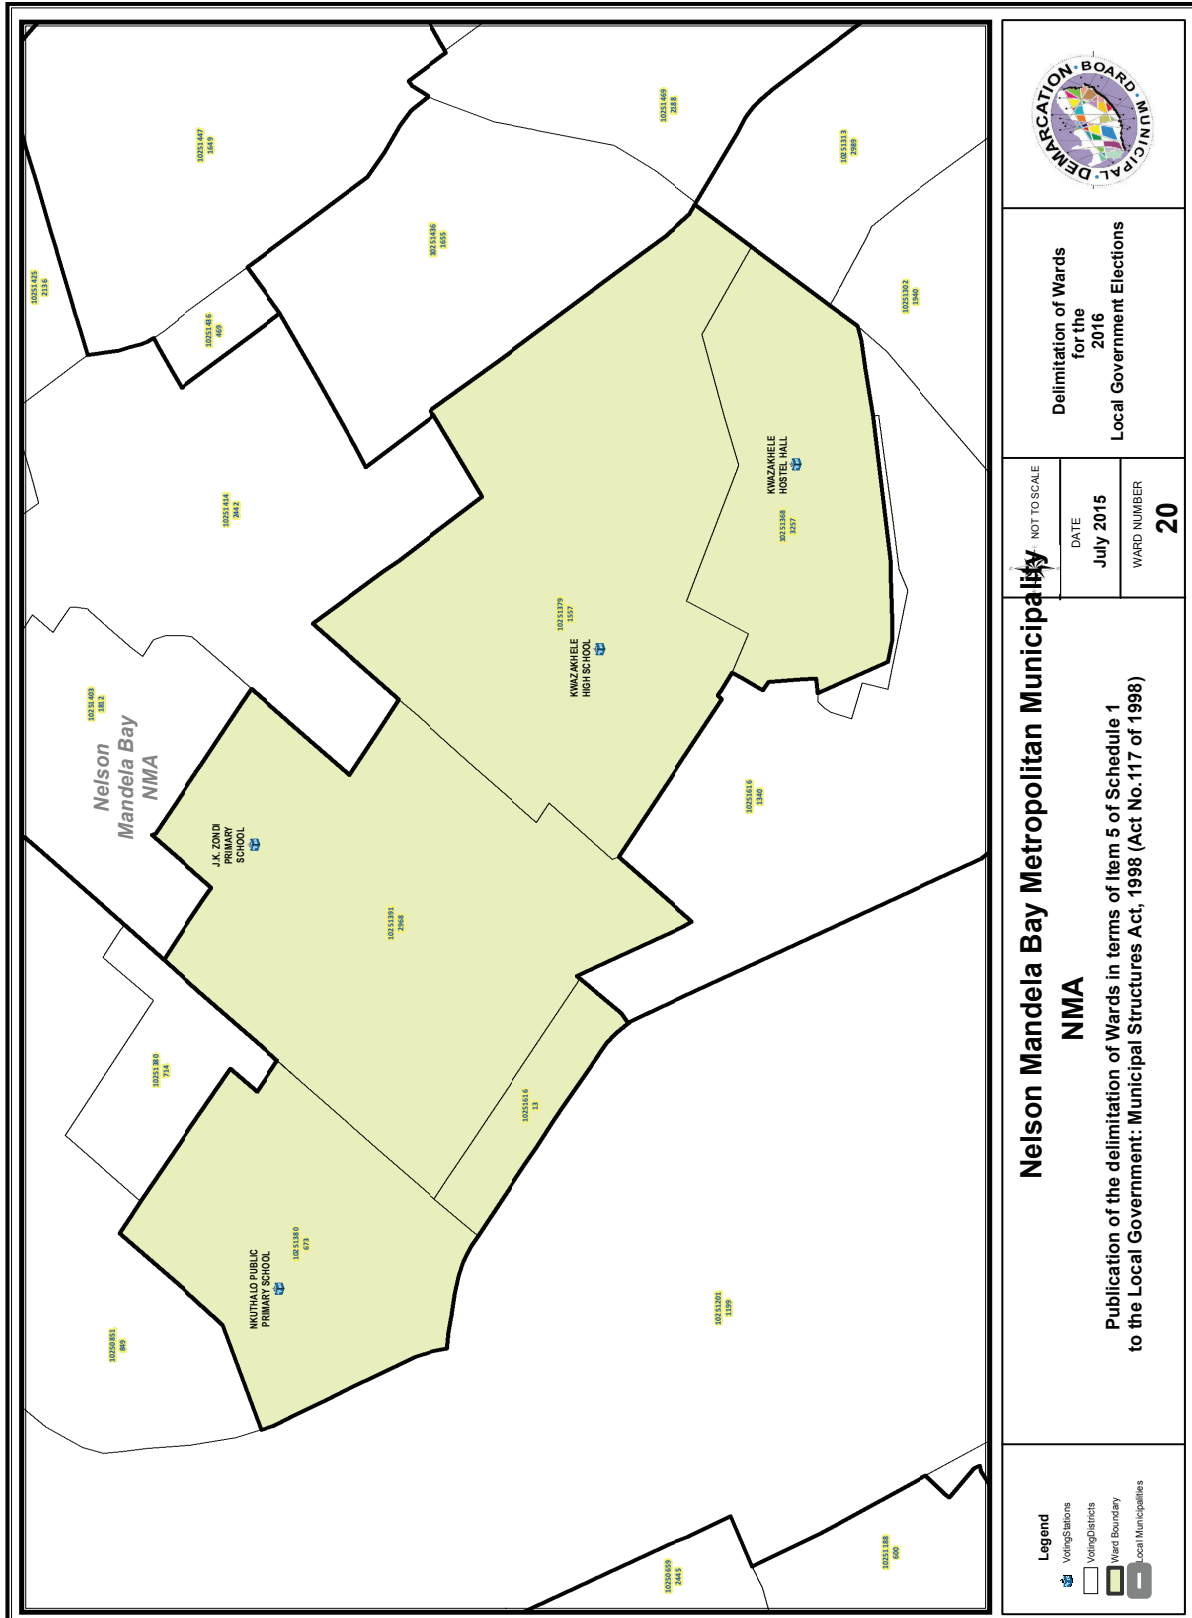 10251425
2136
10251447
1649
10251436
469
10251436
1655
10251469
2188
10251313
2989
10251302
1940
10251414
2442
KWAZAKHELE
HOSTEL HALL
10251368
3257
10251379
1557
KWAZAKHELE
HIGH SCHOOL
10251403
1812
Nelson
Mandela Bay
NMA
J.K. ZONDI
PRIMARY
SCHOOL
10251391
2968
10251616
1340
10251380
714
10251616
13
NKUTHALO PUBLIC
PRIMARY SCHOOL
10251380
673
10250851
849
10251201
1199
10250659
2445
10251188
600
Legend
VotingStations
VotingDistricts
Ward Boundary
Local Municipalities
Nelson Mandela Bay Metropolitan Municipality
NMA
Publication of the delimitation of Wards in terms of Item 5 of Schedule 1
to the Local Government: Municipal Structures Act, 1998 (Act No.117 of 1998)
NOT TO SCALE
DATE
July 2015
WARD NUMBER
20
Delimitation of Wards
for the
2016
Local Government Elections
MUNICIPAL DEMARCATION BOARD